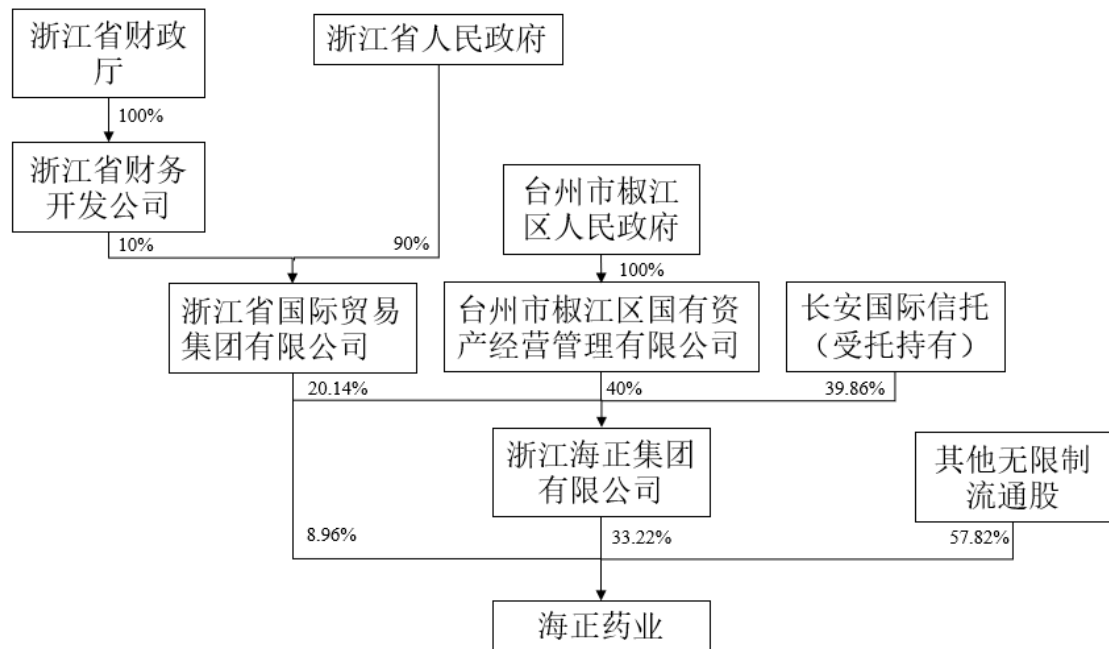 浙江省财政
厅
浙江省人民政府
100%
浙江省财务
开发公司
台州市椒江
区人民政府
10%
90%
100%
浙江省国际贸易
集团有限公司
台州市椒江区国有资
产经营管理有限公司
长安国际信托
（受托持有）
20.14%
40%
39.86%
浙江海正集团
有限公司
其他无限制
流通股
8.96%
33.22%
57.82%
海正药业